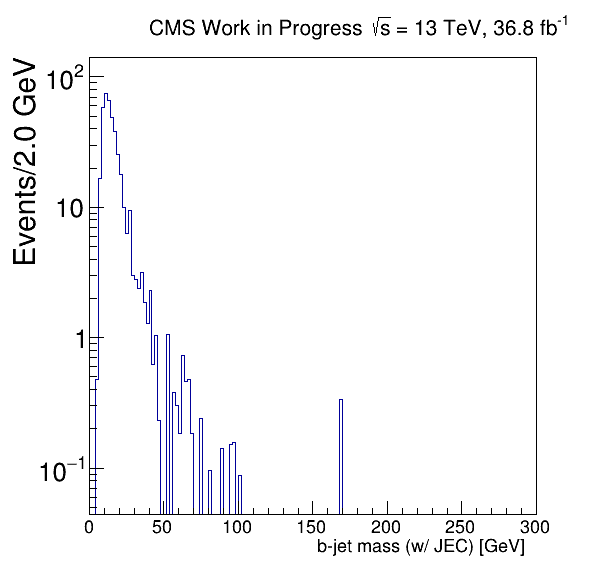 CMS Work in Progress √s = 13 TeV, 36.8 fb⁻¹
Events/2.0 GeV
10²
10
1
10⁻¹
0 50 100 150 200 250 300
b-jet mass (w/ JEC) [GeV]